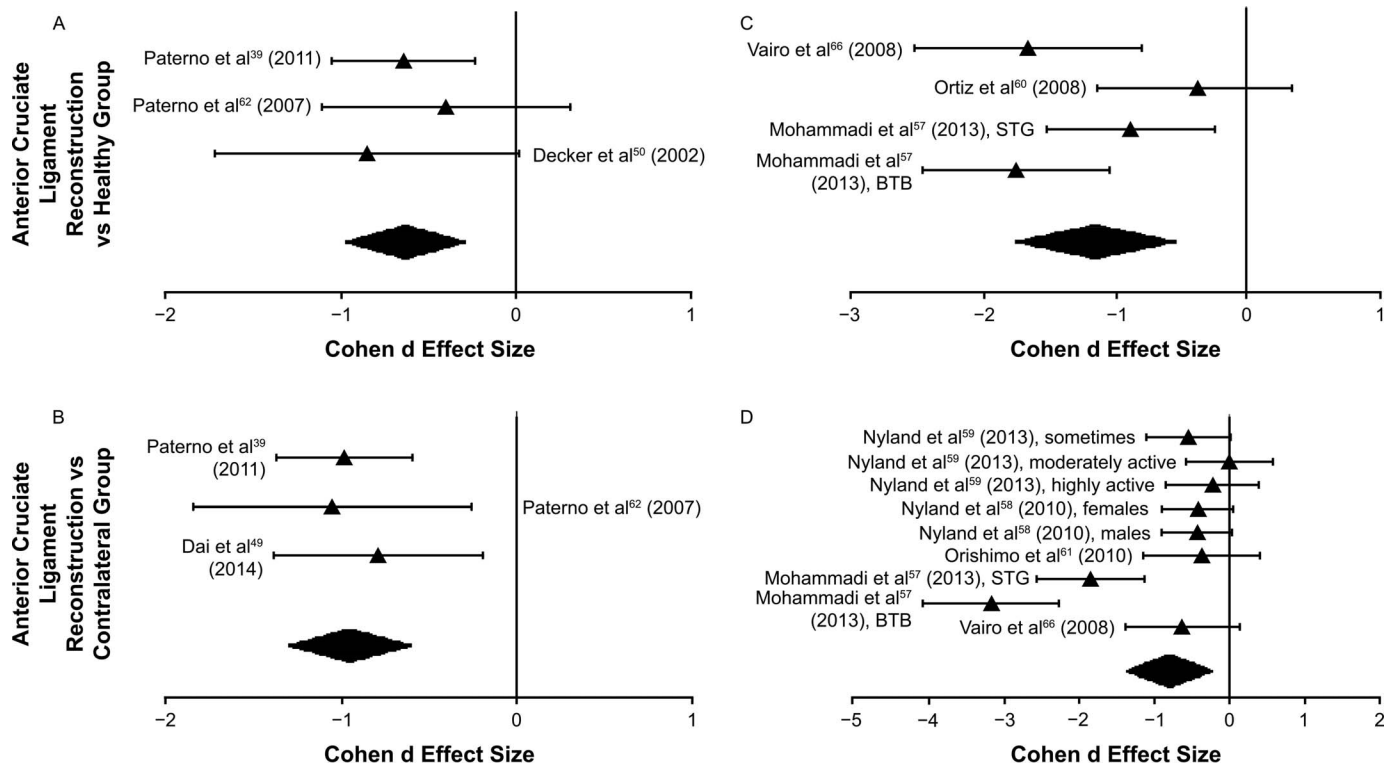 A
Anterior Cruciate
Ligament
Reconstruction
vs Healthy Group
Paterno et al³⁹ (2011)
Paterno et al⁶² (2007)
Decker et al⁵⁰ (2002)
−2 −1 0 1
Cohen d Effect Size
C
Vairo et al⁶⁶ (2008)
Ortiz et al⁶⁰ (2008)
Mohammadi et al⁵⁷ (2013), STG
Mohammadi et al⁵⁷
(2013), BTB
−3 −2 −1 0 1
Cohen d Effect Size
B
Anterior Cruciate
Ligament
Reconstruction vs
Contralateral Group
Paterno et al³⁹
(2011)
Paterno et al⁶² (2007)
Dai et al⁴⁹
(2014)
−2 −1 0 1
Cohen d Effect Size
D
Nyland et al⁵⁹ (2013), sometimes
Nyland et al⁵⁹ (2013), moderately active
Nyland et al⁵⁹ (2013), highly active
Nyland et al⁵⁸ (2010), females
Nyland et al⁵⁸ (2010), males
Orishimo et al⁶¹ (2010)
Mohammadi et al⁵⁷ (2013), STG
Mohammadi et al⁵⁷
(2013), BTB
Vairo et al⁶⁶ (2008)
−5 −4 −3 −2 −1 0 1 2
Cohen d Effect Size